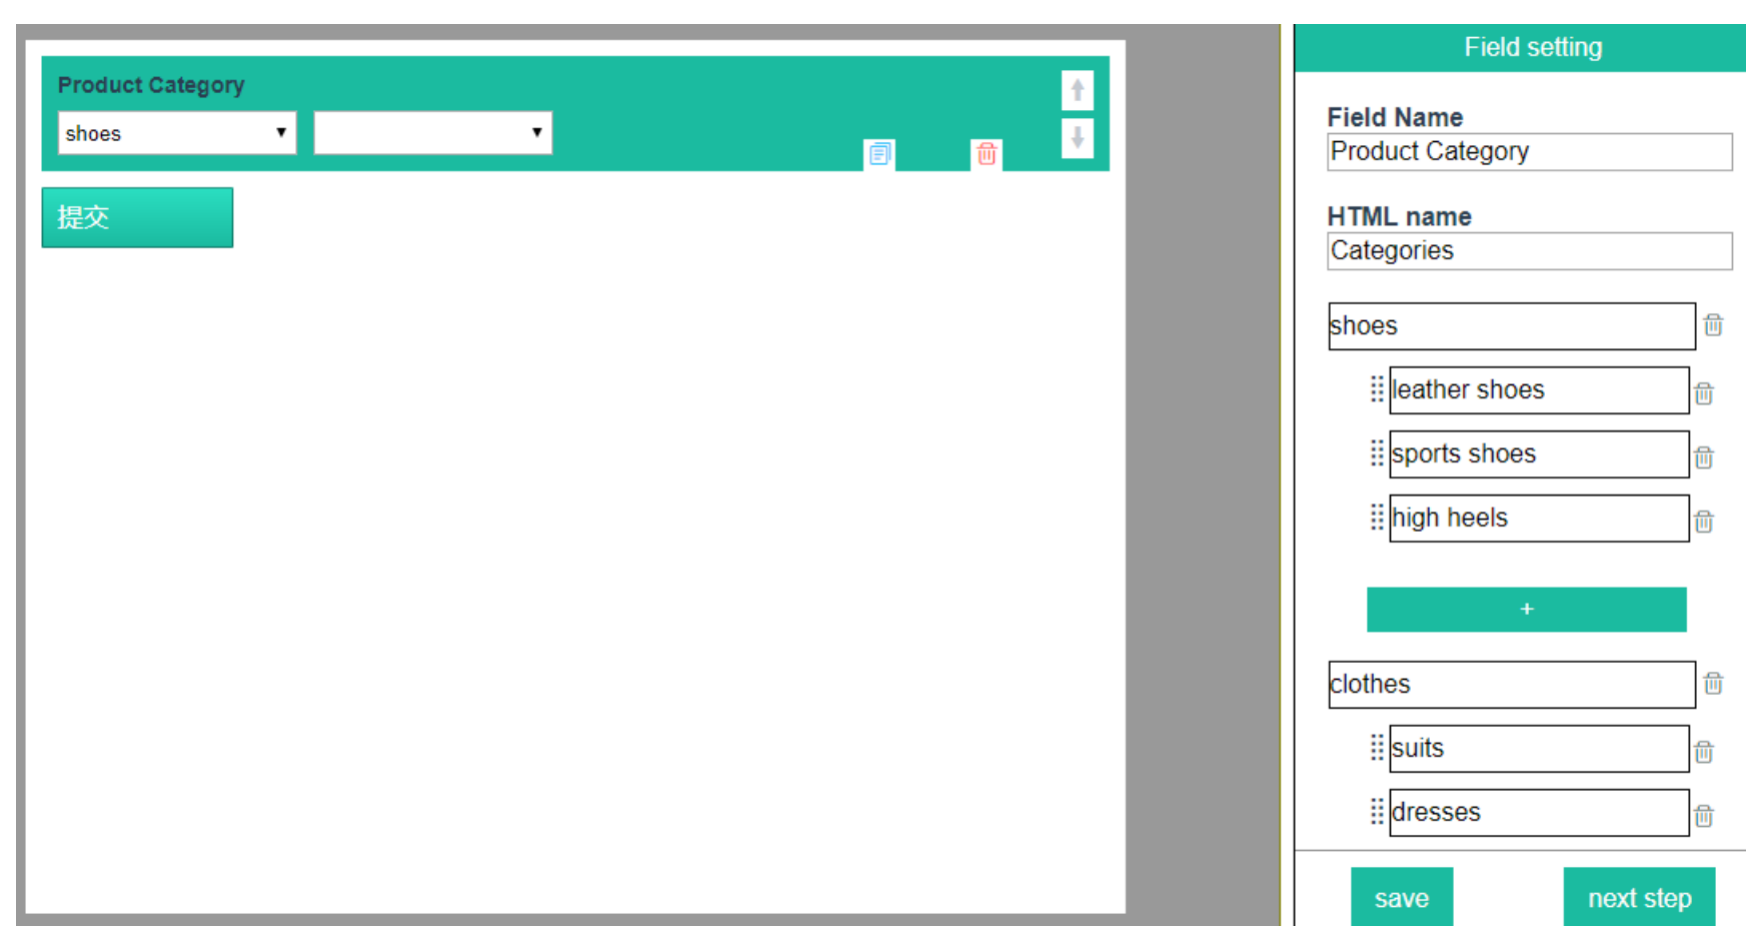 Product Category
shoes
提交
Field setting
Field Name
Product Category
HTML name
Categories
shoes
leather shoes
sports shoes
high heels
+
clothes
suits
dresses
save
next step